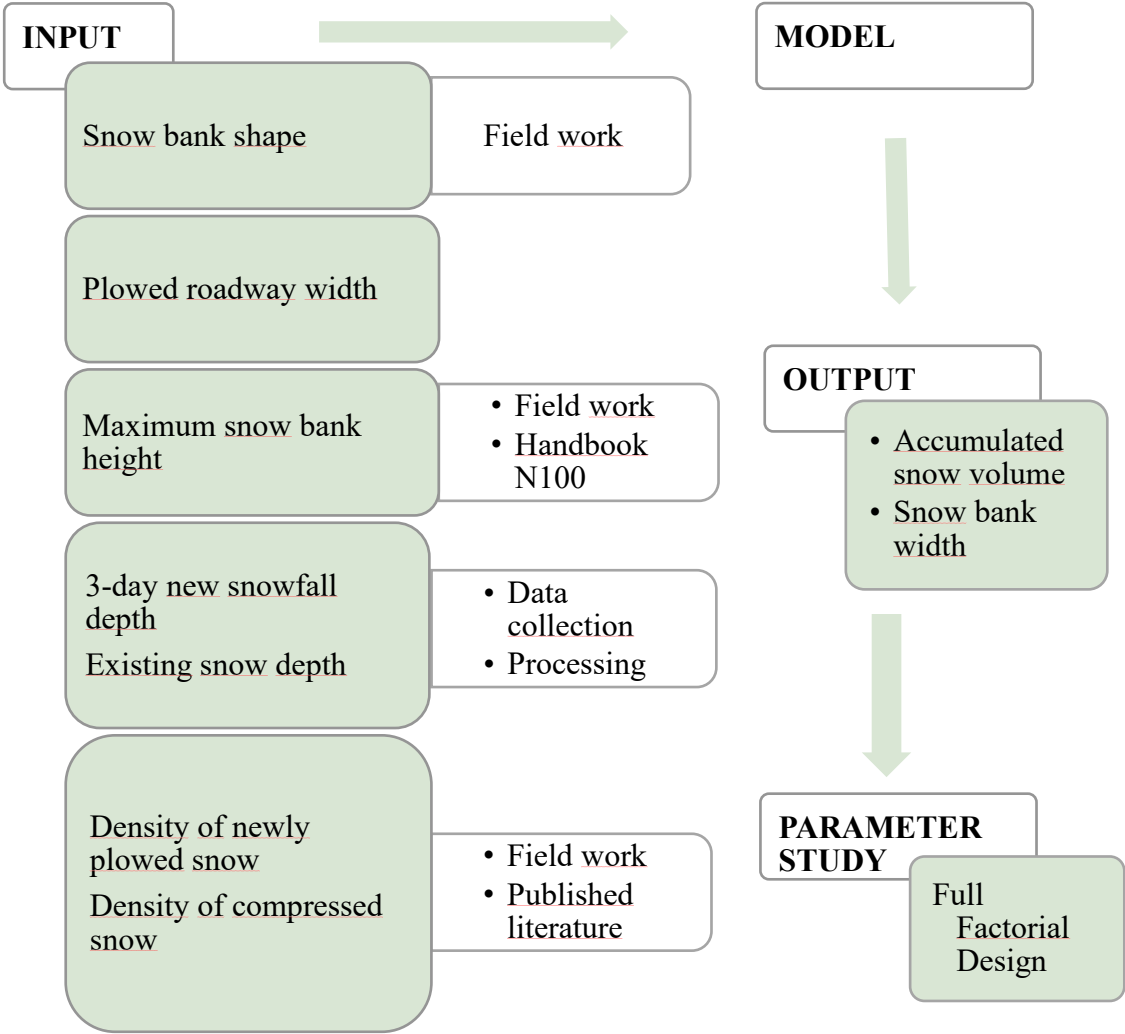 INPUT
MODEL
Snow bank shape
Field work
Plowed roadway width
Maximum snow bank
height
• Field work
• Handbook
N100
3-day new snowfall
depth
Existing snow depth
• Data
collection
• Processing
Density of newly
plowed snow
Density of compressed
snow
• Field work
• Published
literature
OUTPUT
• Accumulated
snow volume
• Snow bank
width
PARAMETER
STUDY
Full
Factorial
Design